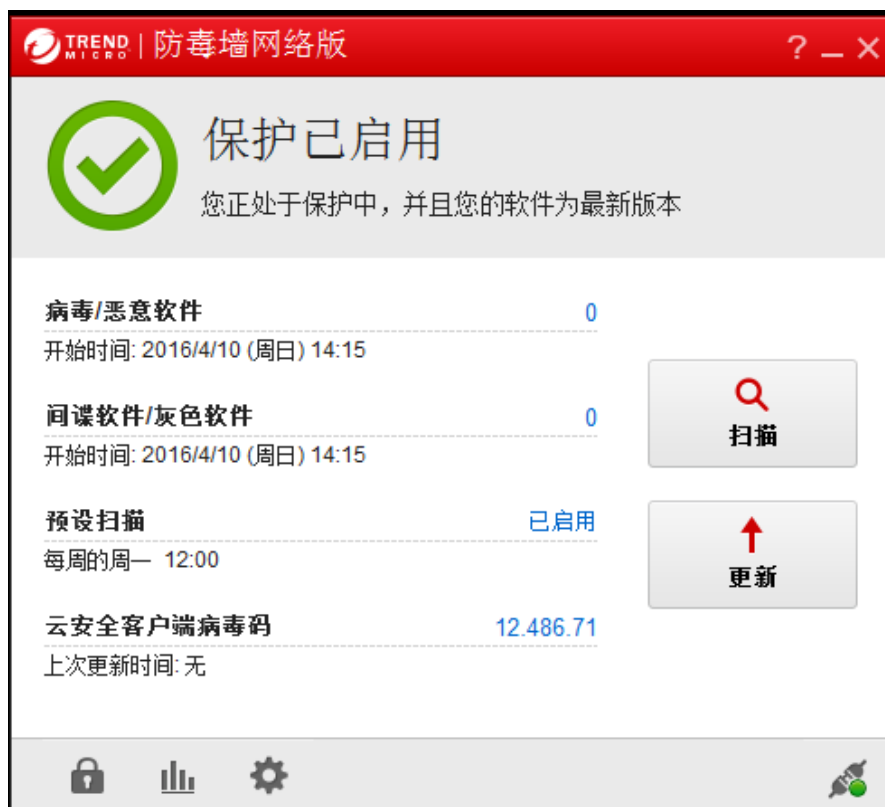 TREND MICRO | 防毒墙网络版
? _ ×
保护已启用
您正处于保护中，并且您的软件为最新版本
病毒/恶意软件 0
开始时间: 2016/4/10 (周日) 14:15
间谍软件/灰色软件 0
开始时间: 2016/4/10 (周日) 14:15
扫描
预设扫描 已启用
每周的周一 12:00
更新
云安全客户端病毒码 12.486.71
上次更新时间: 无